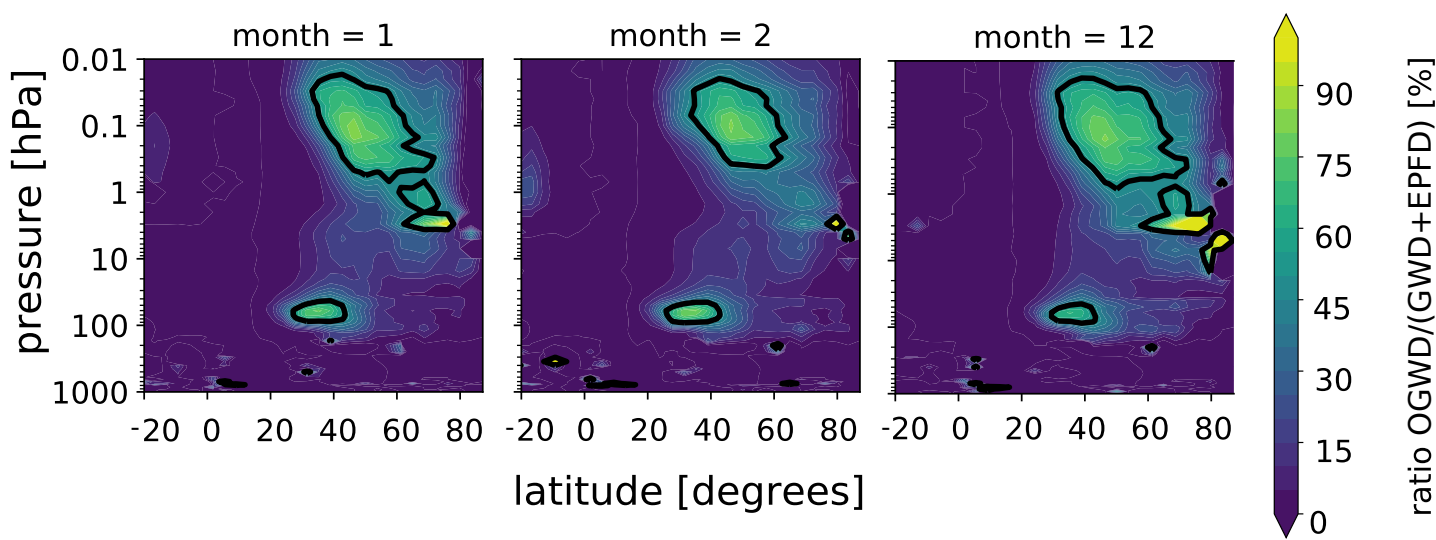 month = 1
month = 2
month = 12
pressure [hPa]
0.01
0.1
1
10
100
1000
-20 0 20 40 60 80
-20 0 20 40 60 80
-20 0 20 40 60 80
latitude [degrees]
90
75
60
45
30
15
0
ratio OGWD/(GWD+EPFD) [%]